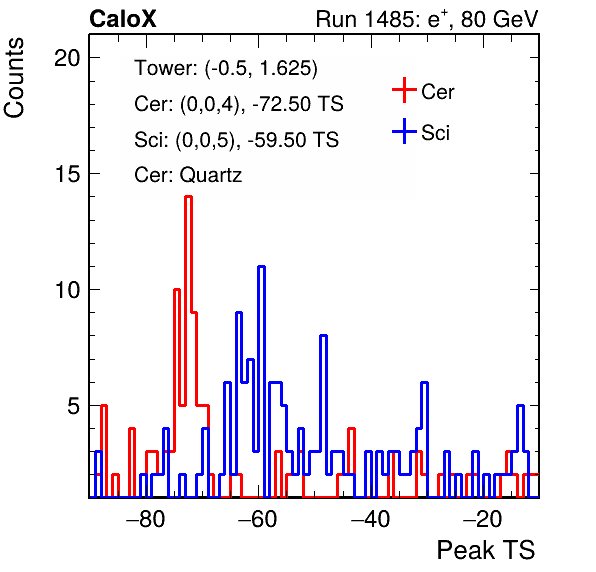 CaloX Run 1485: e⁺, 80 GeV
Counts
Tower: (-0.5, 1.625)
Cer: (0,0,4), -72.50 TS
Sci: (0,0,5), -59.50 TS
Cer: Quartz
Cer
Sci
20
15
10
5
−80 −60 −40 −20
Peak TS